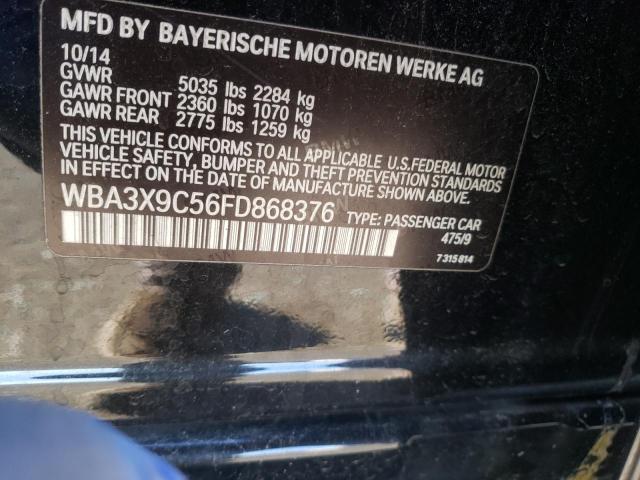 MFD BY BAYERISCHE MOTOREN WERKE AG
10/14
GVWR 5035 lbs 2284 kg
GAWR FRONT 2360 lbs 1070 kg
GAWR REAR 2775 lbs 1259 kg
THIS VEHICLE CONFORMS TO ALL APPLICABLE U.S. FEDERAL MOTOR
VEHICLE SAFETY, BUMPER AND THEFT PREVENTION STANDARDS
IN EFFECT ON THE DATE OF MANUFACTURE SHOWN ABOVE.
WBA3X9C56FD868376 TYPE: PASSENGER CAR
475/9
7 315 814